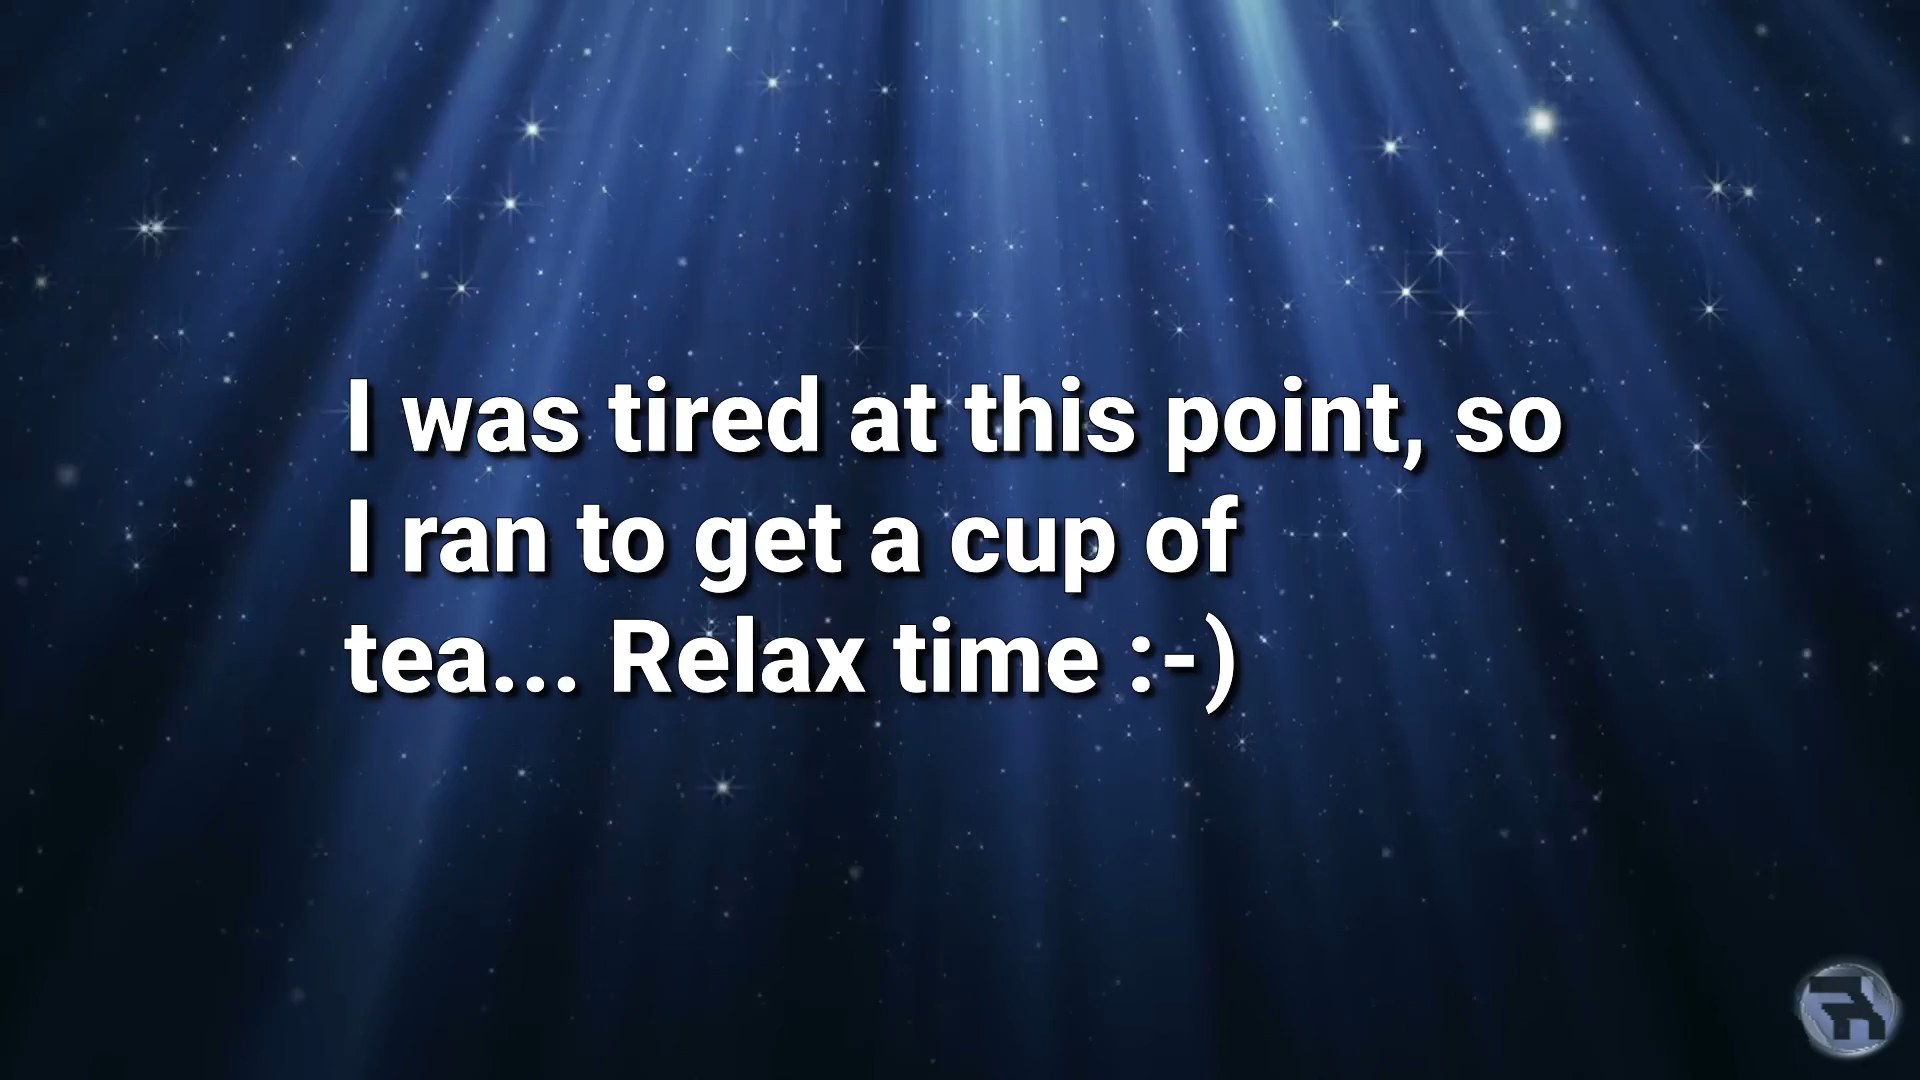 I was tired at this point, so
I ran to get a cup of
tea... Relax time :-)